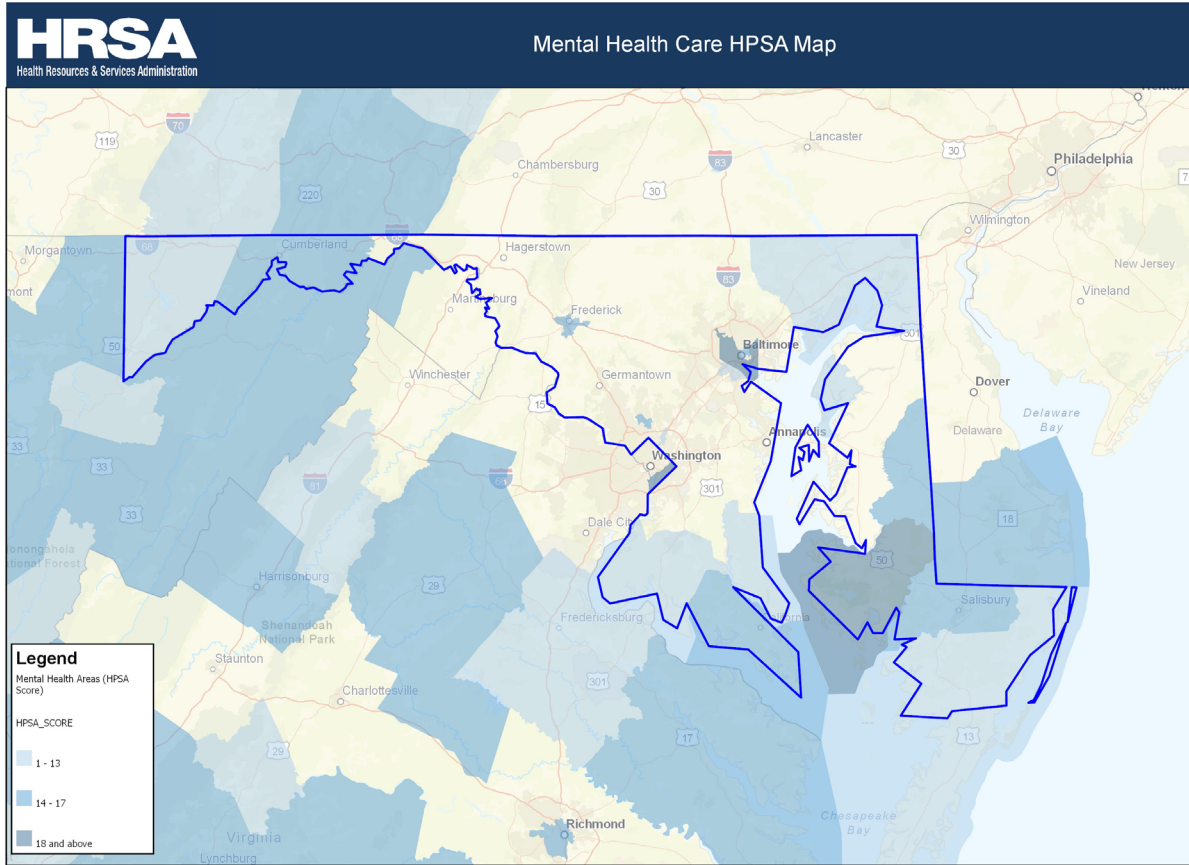 HRSA
Health Resources & Services Administration
Mental Health Care HPSA Map
70
119
Lancaster
Chambersburg
83
30
Philadelphia
220
30
Wilmington
Morgantown
68
Cumberland
Hagerstown
New Jersey
83
Vineland
Martinsburg
Frederick
301
50
Baltimore
Winchester
Germantown
Dover
15
Delaware
Bay
Annapolis
Delaware
33
Washington
33
81
66
301
33
Dale City
18
National Forest
50
Harrisonburg
29
Salisbury
Fredericksburg
California
Shenandoah
National Park
Legend
Staunton
Mental Health Areas (HPSA
Score)
301
Charlottesville
HPSA_SCORE
17
13
29
1 - 13
14 - 17
Chesapeake
Bay
Richmond
Virginia
18 and above
Lynchburg